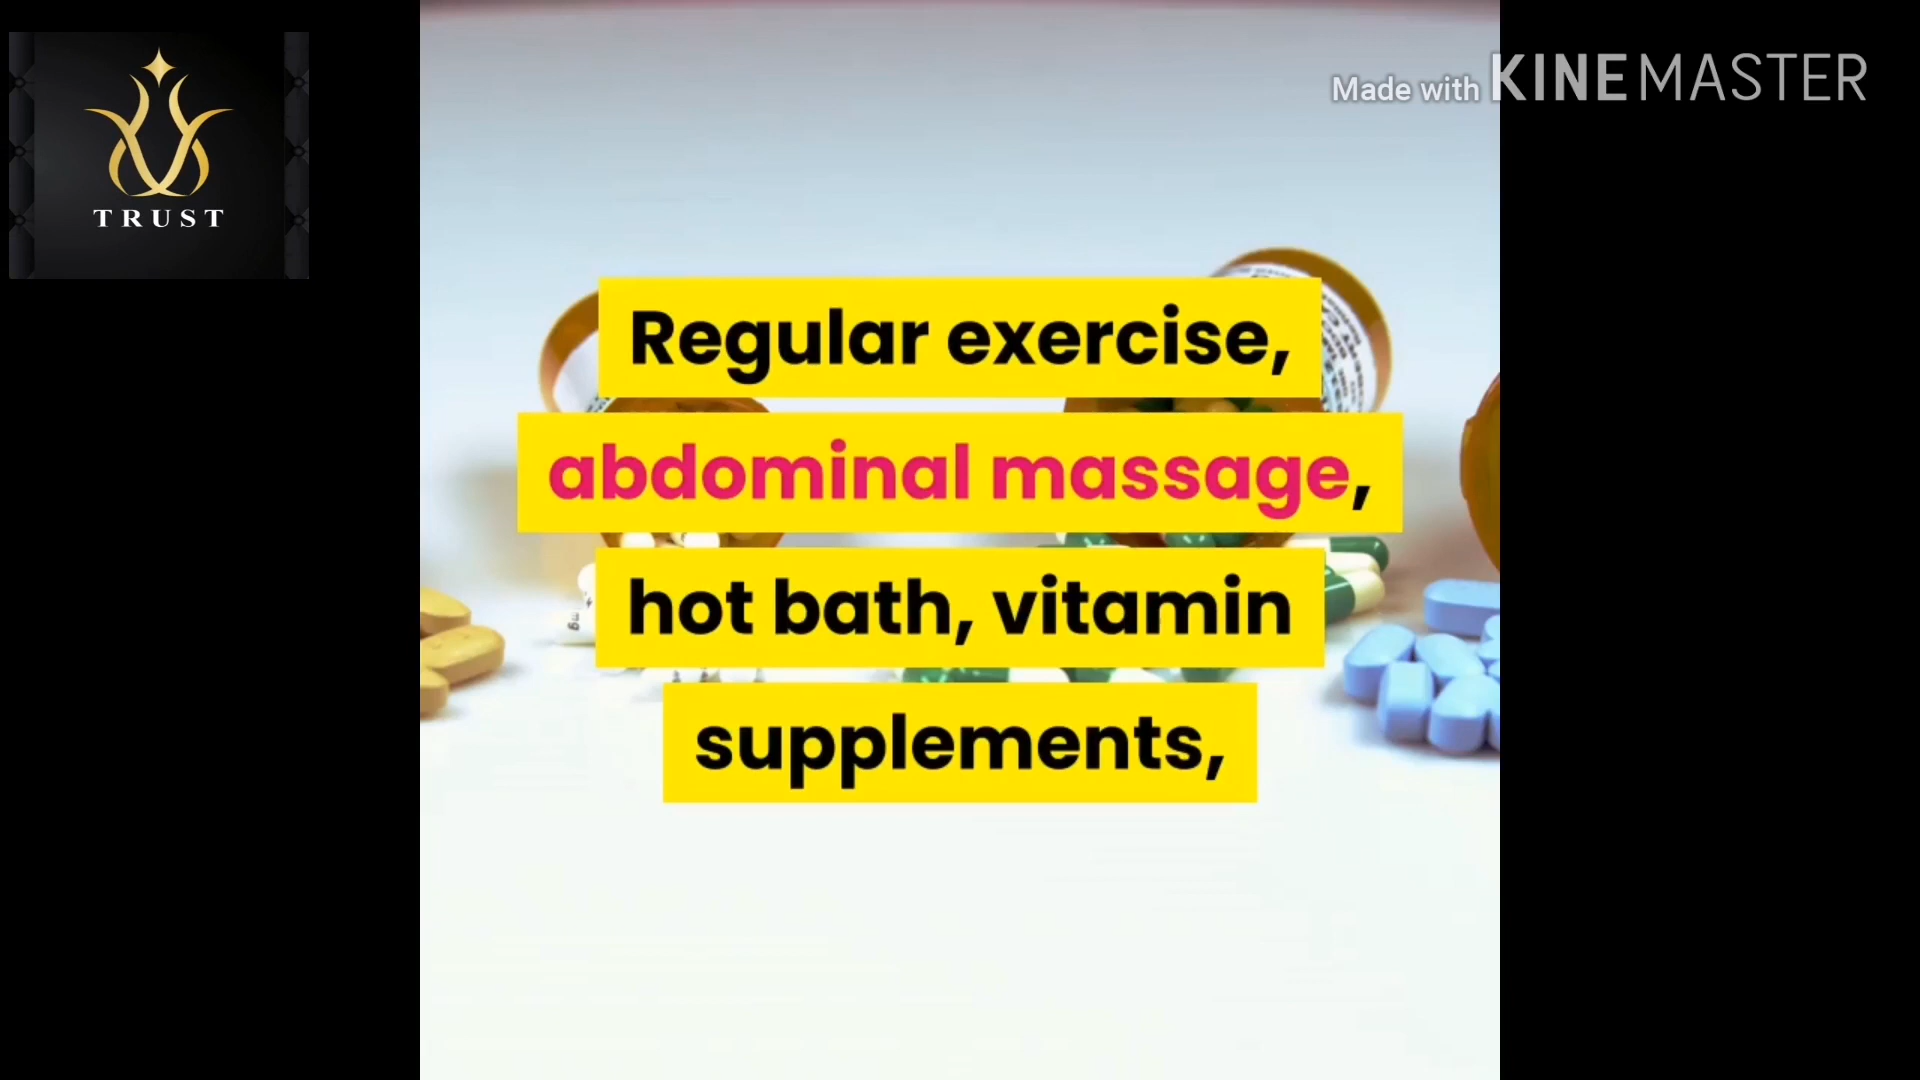 TRUST
Made with KINEMASTER
Regular exercise,
abdominal massage,
hot bath, vitamin
supplements,